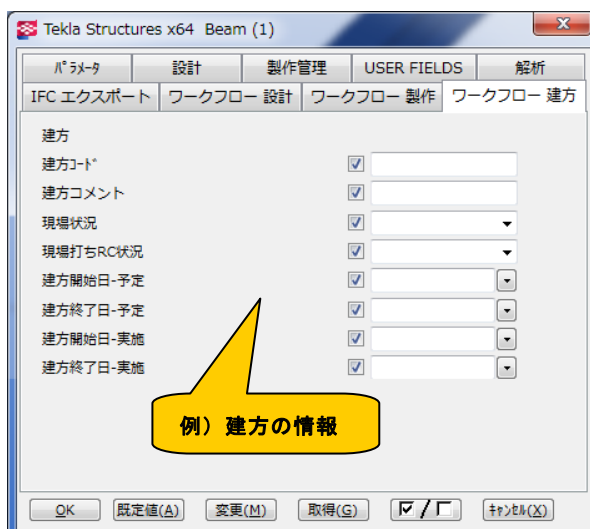 Tekla Structures x64 Beam (1)
ﾊﾟﾗﾒｰﾀ 設計 製作管理 USER FIELDS 解析
IFC エクスポート ワークフロー 設計 ワークフロー 製作 ワークフロー 建方
建方
建方ｺｰﾄﾞ
建方コメント
現場状況
現場打ちRC状況
建方開始日-予定
建方終了日-予定
建方開始日-実施
建方終了日-実施
例）建方の情報
OK 既定値(A) 変更(M) 取得(G) / ｷｬﾝｾﾙ(X)